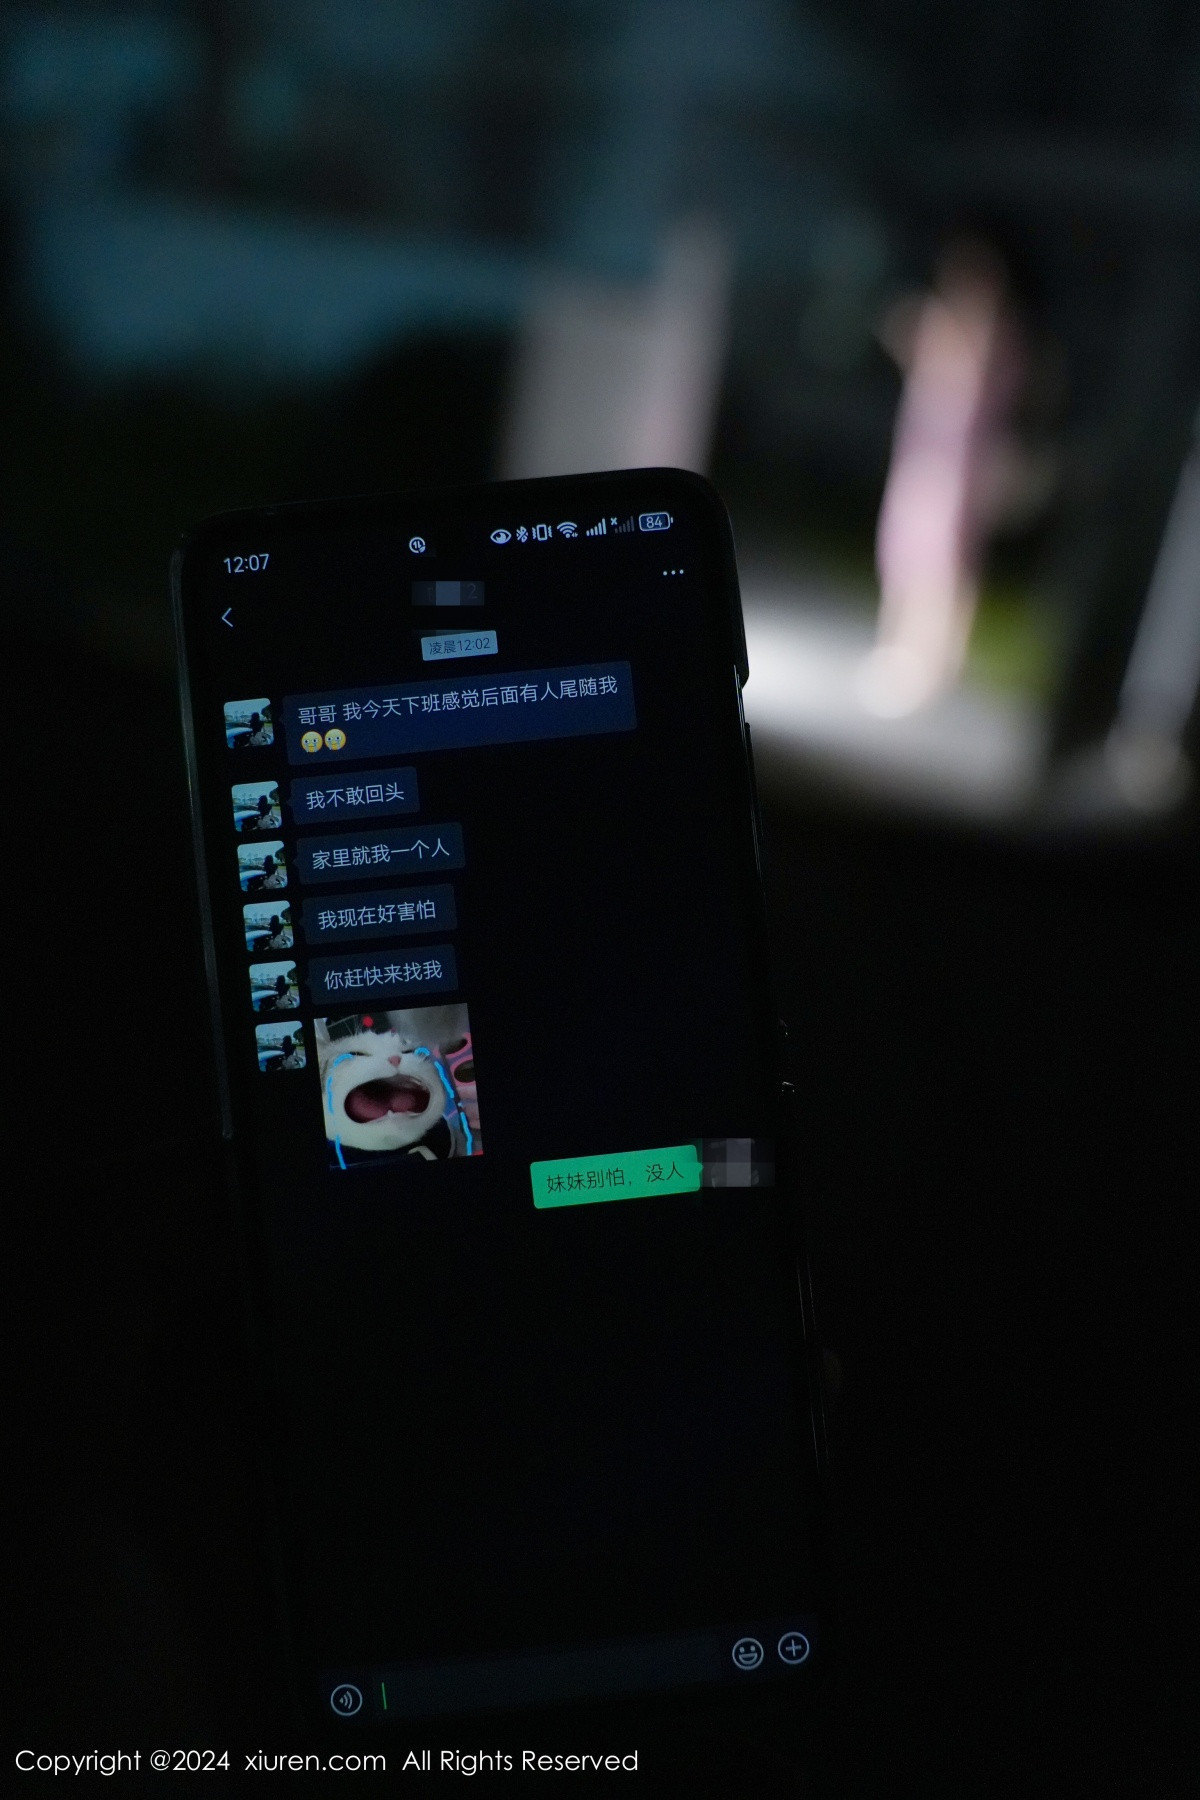 12:07
84
凌晨12:02
哥哥 我今天下班感觉后面有人尾随我
我不敢回头
家里就我一个人
我现在好害怕
你赶快来找我
妹妹别怕，没人
Copyright @2024 xiuren.com All Rights Reserved